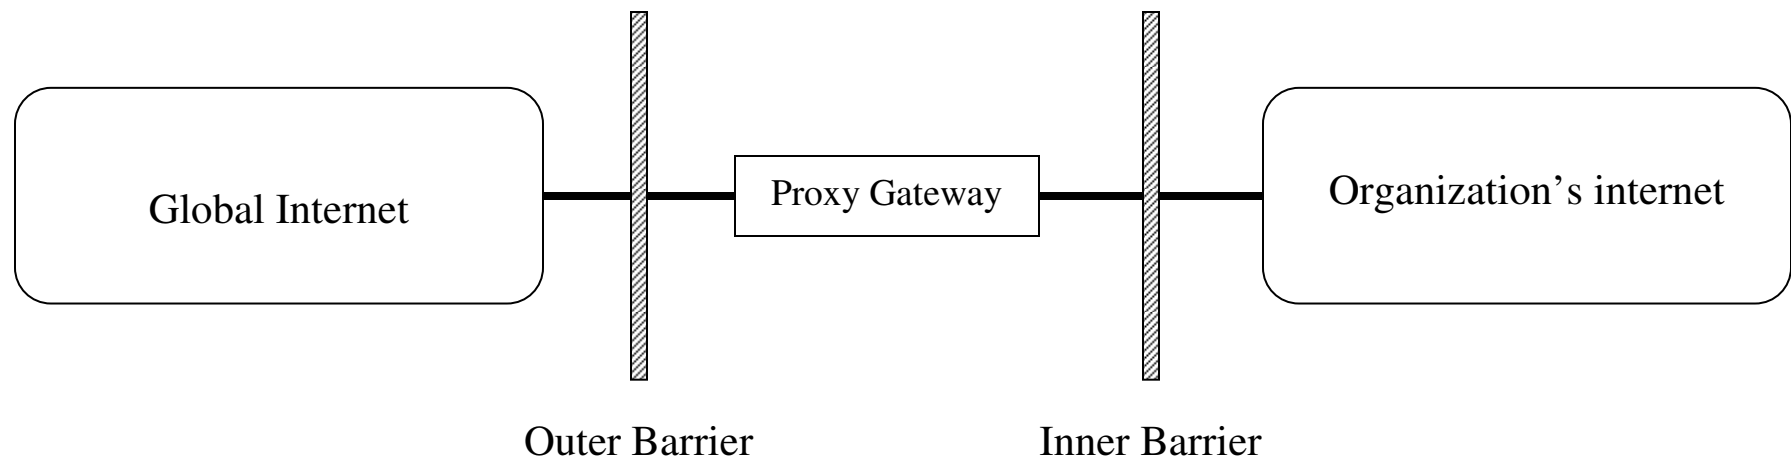 Global Internet
Proxy Gateway
Organization’s internet
Outer Barrier
Inner Barrier